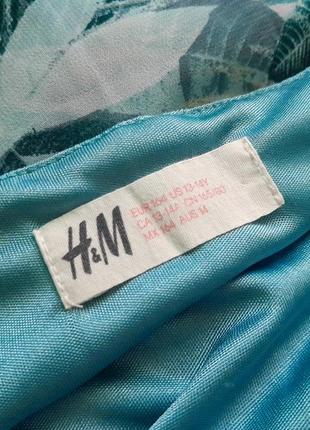 H&M
EUR 164 US 13-14Y
CA 13-14A CN 165/80
MX 164 AUS 14